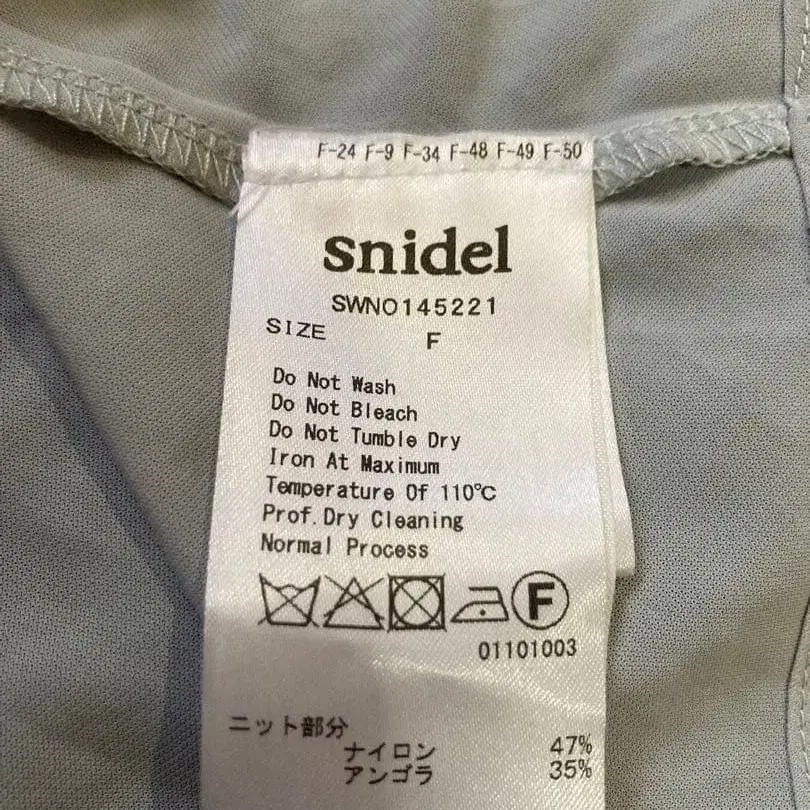 F-24 F-9 F-34 F-48 F-49 F-50
snidel
SWNO145221
SIZE F
Do Not Wash
Do Not Bleach
Do Not Tumble Dry
Iron At Maximum
Temperature Of 110℃
Prof.Dry Cleaning
Normal Process
F
01101003
ニット部分
ナイロン 47%
アンゴラ 35%